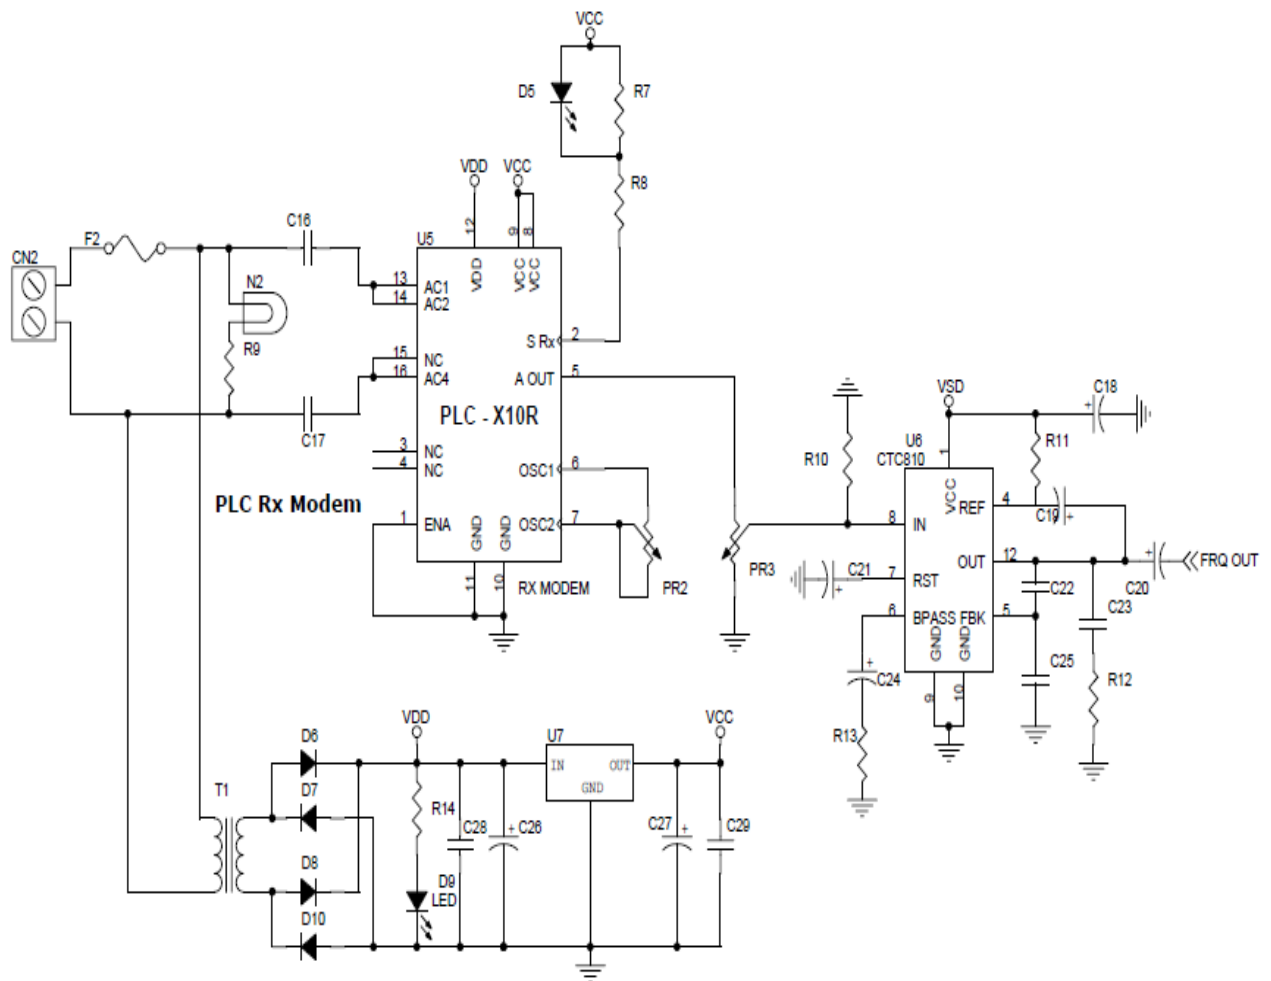 VCC
D5
R7
VDD
VCC
R8
C16
F2
U5
CN2
12
9
8
VDD
VCC
VCC
N2
13
AC1
14
AC2
S Rx
2
R9
15
NC
16
AC4
A OUT
5
PLC - X10R
C17
VSD
C18
3
NC
4
NC
OSC1
6
R10
U6
CTC810
1
R11
PLC Rx Modem
VCC
REF
4
C19
1
ENA
GND
GND
OSC2
7
8
IN
OUT
12
FRQ OUT
11
10
RX MODEM
PR2
PR3
C21
7
RST
C22
C20
C23
6
BPASS
FBK
5
GND
GND
C24
C25
R12
9
10
VDD
VCC
D6
U7
R13
IN
OUT
GND
T1
D7
R14
C28
C26
C27
C29
D8
D9
LED
D10